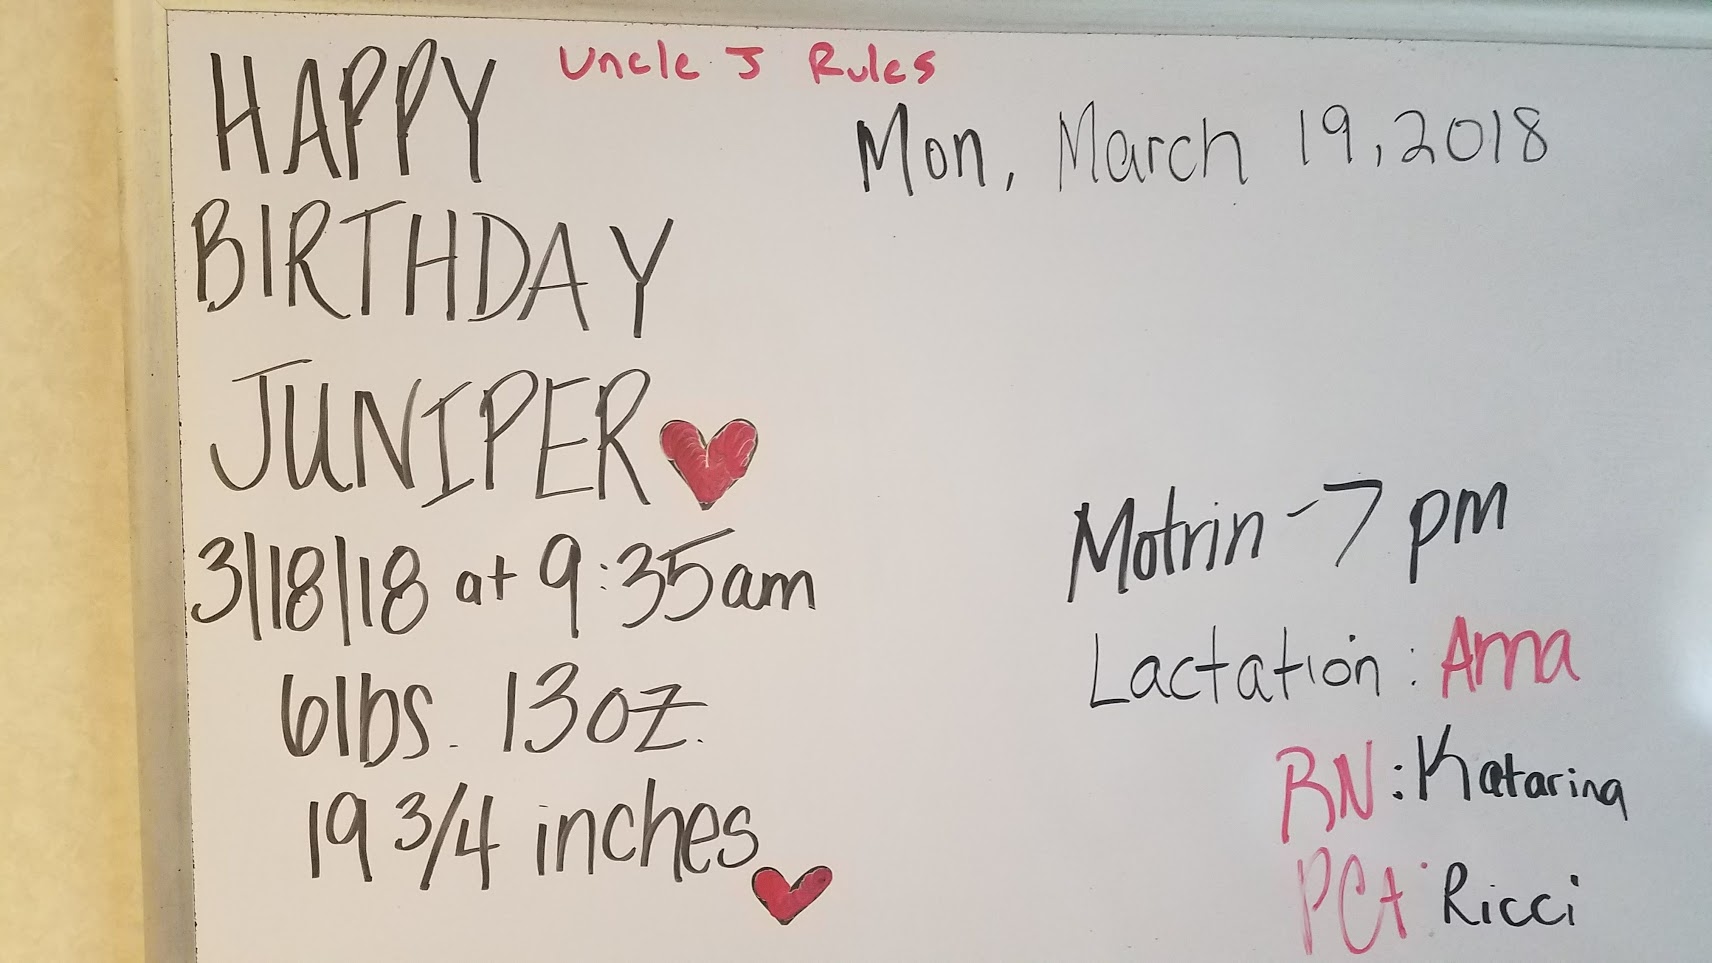 Uncle J Rules
HAPPY
BIRTHDAY
JUNIPER
3/18/18 at 9:35am
6lbs. 13oz.
19 3/4 inches
Mon, March 19, 2018
Motrin → pm
Lactation: Anna
RN: Katarina
PCA: Ricci